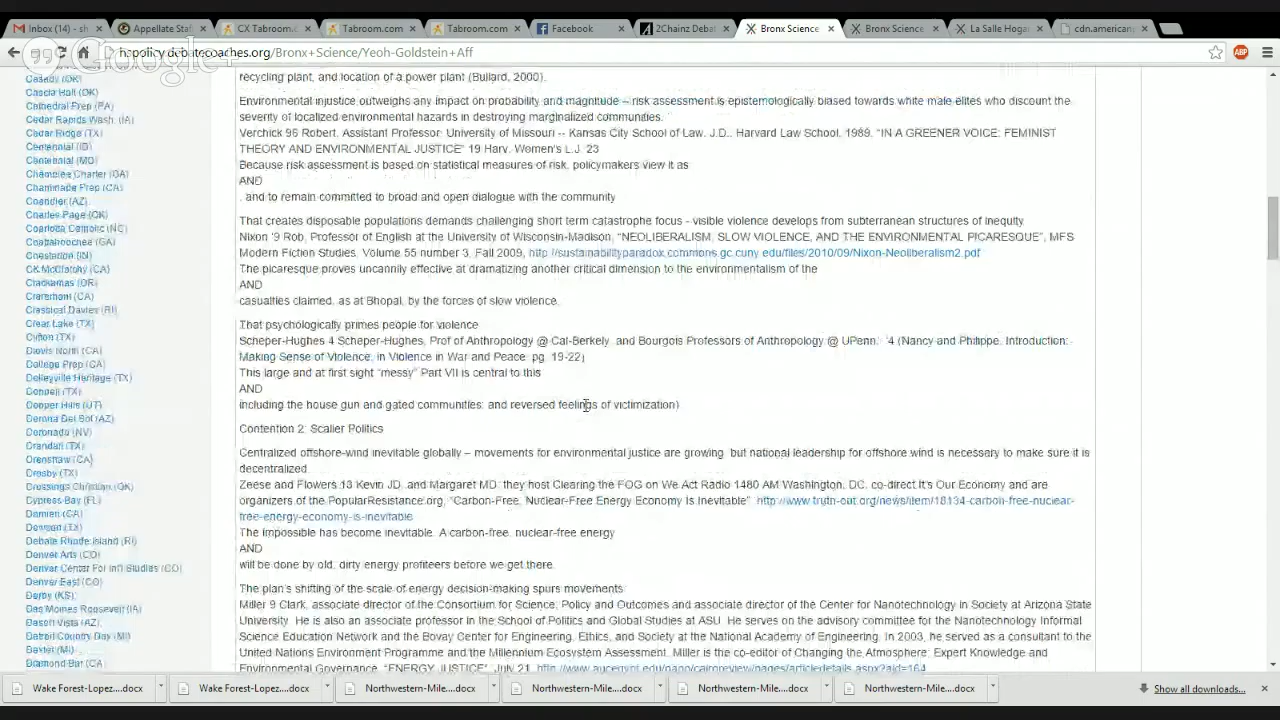 Inbox (14) - sh
Appellate Staf
CX Tabroom.c
Tabroom.com
Tabroom.com
Facebook
2Chainz Deba
Bronx Science
Bronx Science
La Salle Hoga
cdn.american
hspolicy.debatecoaches.org/Bronx+Science/Yeoh-Goldstein+Aff
Google+
ABP
Casady (OK)
Cascia Hall (OK)
Cathedral Prep (PA)
Cedar Rapids Wash. (IA)
Cedar Ridge (TX)
Centennial (ID)
Centennial (MD)
Chamblee Charter (GA)
Chaminade Prep (CA)
Chandler (AZ)
Charles Page (OK)
Charlotte Catholic (NC)
Chattahoochee (GA)
Chesterton (IN)
CK McClatchy (CA)
Clackamas (OR)
Claremont (CA)
Classical Davies (RI)
Clear Lake (TX)
Clifton (TX)
Clovis North (CA)
College Prep (CA)
Colleyville Heritage (TX)
Connell (TX)
Copper Hills (UT)
Corona Del Sol (AZ)
Coronado (NV)
Crandall (TX)
Crenshaw (CA)
Crosby (TX)
Crossings Christian (OK)
Cypress Bay (FL)
Damien (CA)
Dawson (TX)
Debate Rhode Island (RI)
Denver Arts (CO)
Denver Center For Int'l Studies (CO)
Denver East (CO)
Derby (KS)
Des Moines Roosevelt (IA)
Desert Vista (AZ)
Detroit Country Day (MI)
Dexter (MI)
Diamond Bar (CA)
recycling plant, and location of a power plant (Bullard, 2000).
Environmental injustice outweighs any impact on probability and magnitude – risk assessment is epistemologically biased towards white male elites who discount the
severity of localized environmental hazards in destroying marginalized communities.
Verchick 96 Robert, Assistant Professor, University of Missouri -- Kansas City School of Law. J.D., Harvard Law School, 1989. "IN A GREENER VOICE: FEMINIST
THEORY AND ENVIRONMENTAL JUSTICE" 19 Harv. Women's L.J. 23
Because risk assessment is based on statistical measures of risk, policymakers view it as
AND
, and to remain committed to broad and open dialogue with the community
That creates disposable populations demands challenging short term catastrophe focus - visible violence develops from subterranean structures of inequity.
Nixon '9 Rob, Professor of English at the University of Wisconsin-Madison, "NEOLIBERALISM, SLOW VIOLENCE, AND THE ENVIRONMENTAL PICARESQUE", MFS
Modern Fiction Studies, Volume 55 number 3, Fall 2009, http://sustainabilityparadox.commons.gc.cuny.edu/files/2010/09/Nixon-Neoliberalism2.pdf
The picaresque proves uncannily effective at dramatizing another critical dimension to the environmentalism of the
AND
casualties claimed, as at Bhopal, by the forces of slow violence.
That psychologically primes people for violence
Scheper-Hughes 4 Scheper-Hughes, Prof of Anthropology @ Cal-Berkely, and Bourgois Professors of Anthropology @ UPenn, '4 (Nancy and Philippe, Introduction:
Making Sense of Violence, in Violence in War and Peace, pg. 19-22)
This large and at first sight "messy" Part VII is central to this
AND
including the house gun and gated communities; and reversed feelings of victimization)
Contention 2: Scalier Politics
Centralized offshore-wind inevitable globally – movements for environmental justice are growing, but national leadership for offshore wind is necessary to make sure it is
decentralized.
Zeese and Flowers 13 Kevin JD, and Margaret MD; they host Clearing the FOG on We Act Radio 1480 AM Washington, DC, co-direct It's Our Economy and are
organizers of the PopularResistance.org, "Carbon-Free, Nuclear-Free Energy Economy Is Inevitable", http://www.truth-out.org/news/item/18134-carbon-free-nuclear-
free-energy-economy-is-inevitable
The impossible has become inevitable. A carbon-free, nuclear-free energy
AND
will be done by old, dirty energy profiteers before we get there.
The plan's shifting of the scale of energy decision-making spurs movements
Miller 9 Clark, associate director of the Consortium for Science, Policy and Outcomes and associate director of the Center for Nanotechnology in Society at Arizona State
University. He is also an associate professor in the School of Politics and Global Studies at ASU. He serves on the advisory committee for the Nanotechnology Informal
Science Education Network and the Bovay Center for Engineering, Ethics, and Society at the National Academy of Engineering. In 2003, he served as a consultant to the
United Nations Environment Programme and the Millennium Ecosystem Assessment. Miller is the co-editor of Changing the Atmosphere: Expert Knowledge and
Environmental Governance, "ENERGY JUSTICE", July 21,
Wake Forest-Lopez....docx
Wake Forest-Lopez....docx
Northwestern-Mile....docx
Northwestern-Mile....docx
Northwestern-Mile....docx
Northwestern-Mile....docx
Show all downloads...